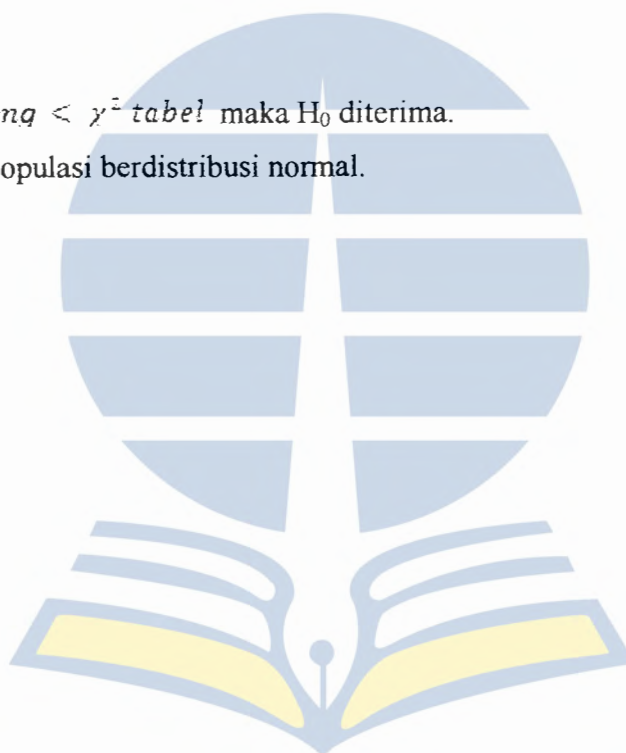 ng < χ² tabel maka H₀ diterima.
opulasi berdistribusi normal.